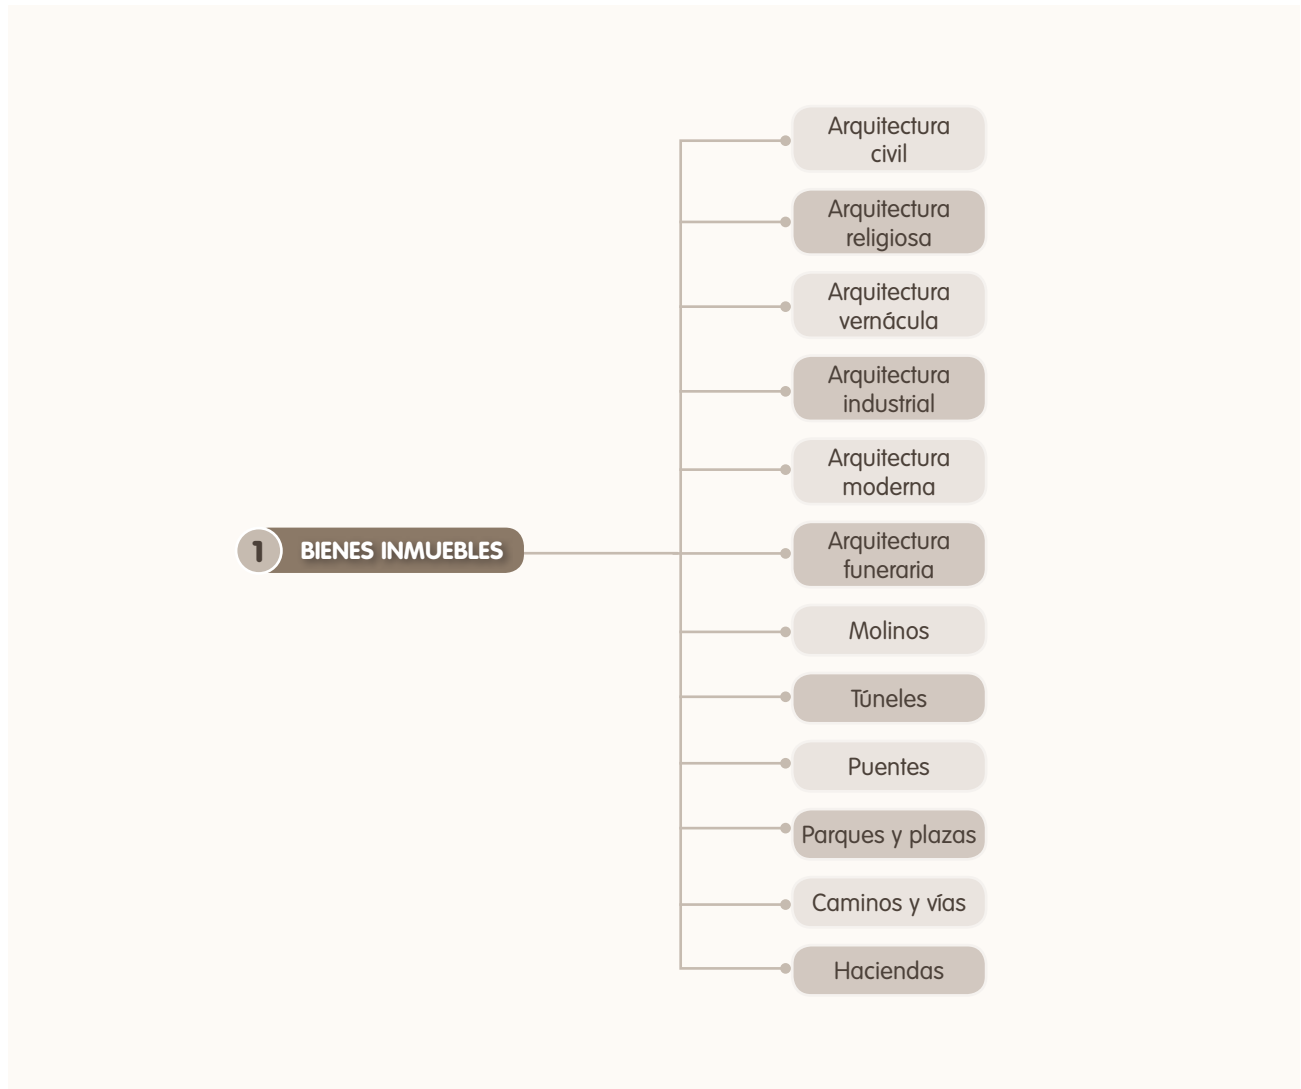 1
BIENES INMUEBLES
Arquitectura
civil
Arquitectura
religiosa
Arquitectura
vernácula
Arquitectura
industrial
Arquitectura
moderna
Arquitectura
funeraria
Molinos
Túneles
Puentes
Parques y plazas
Caminos y vías
Haciendas